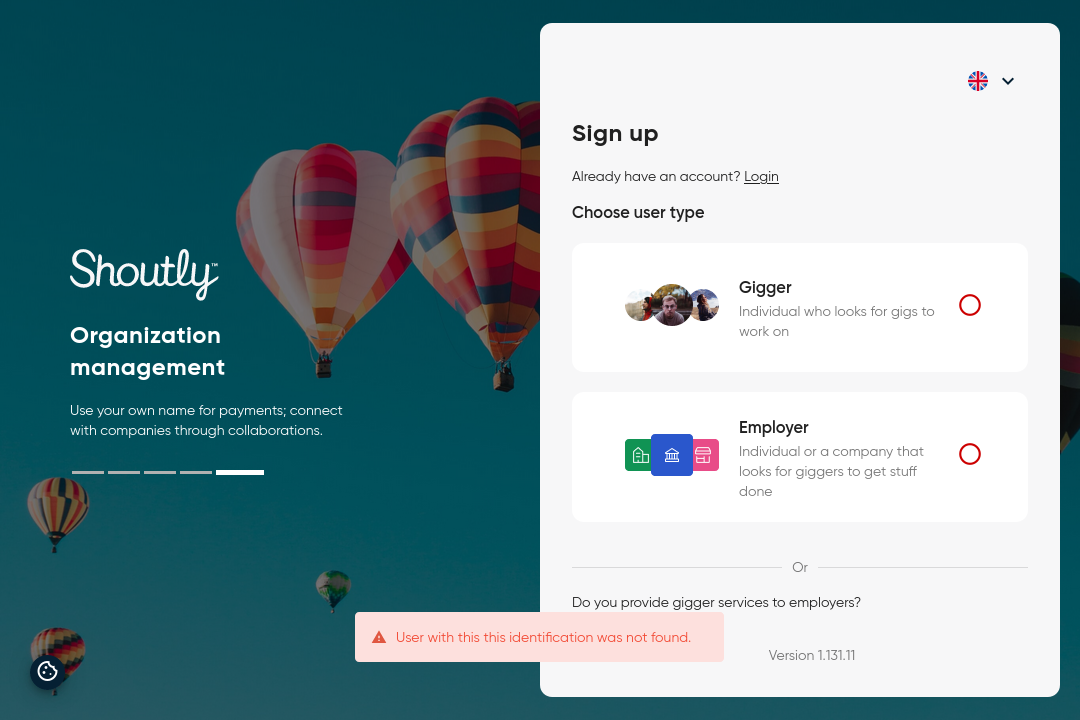 Shoutly™
Organization
management
Use your own name for payments; connect
with companies through collaborations.
Sign up
Already have an account? Login
Choose user type
Gigger
Individual who looks for gigs to
work on
Employer
Individual or a company that
looks for giggers to get stuff
done
Or
Do you provide gigger services to employers?
User with this this identification was not found.
Version 1.131.11